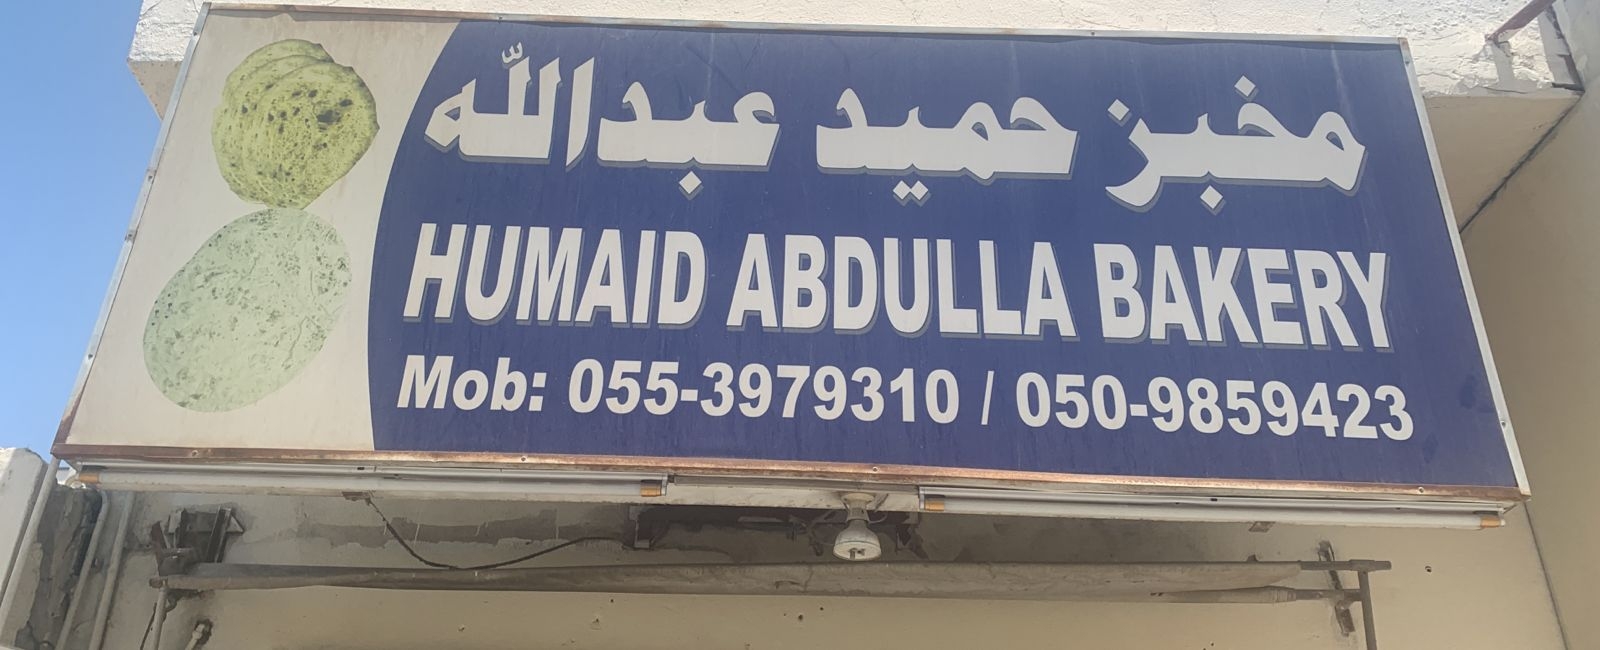 مخبز حميد عبدالله
HUMAID ABDULLA BAKERY
Mob: 055-3979310 / 050-9859423